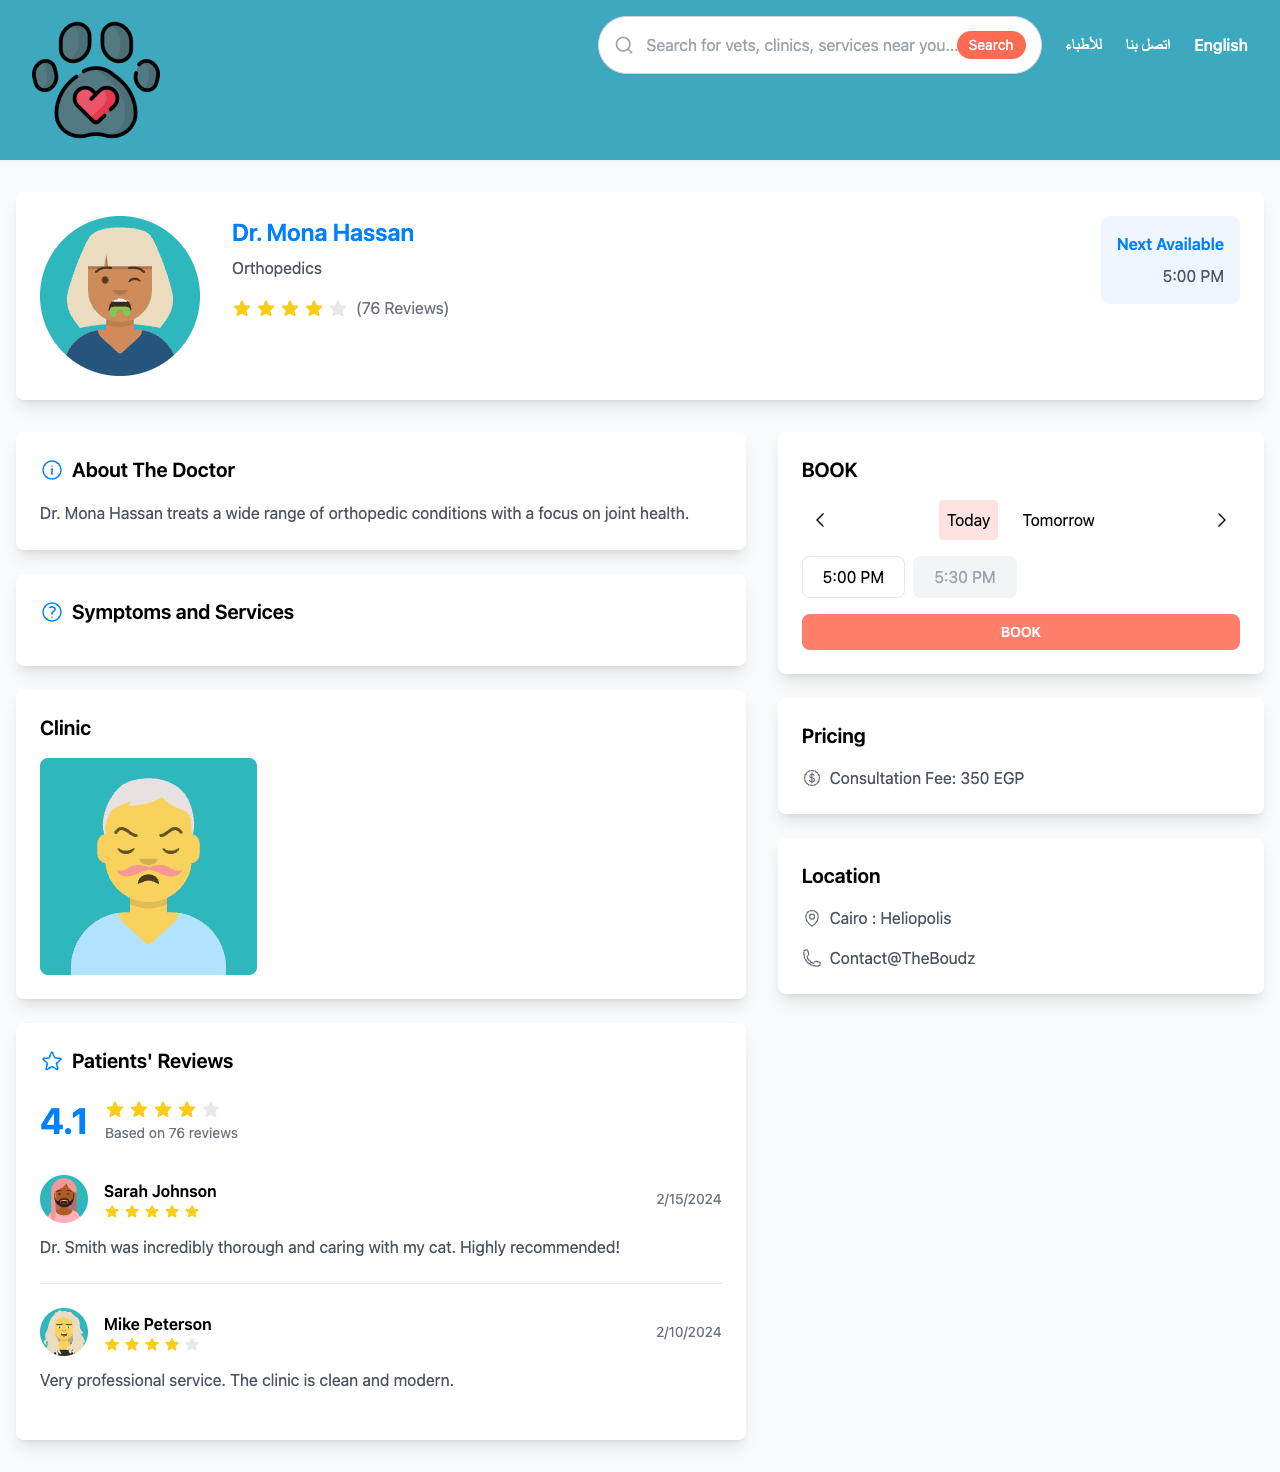 Search for vets, clinics, services near you...
Search
للأطباء
اتصل بنا
English
Dr. Mona Hassan
Orthopedics
(76 Reviews)
Next Available
5:00 PM
About The Doctor
Dr. Mona Hassan treats a wide range of orthopedic conditions with a focus on joint health.
Symptoms and Services
Clinic
Patients' Reviews
4.1
Based on 76 reviews
Sarah Johnson
2/15/2024
Dr. Smith was incredibly thorough and caring with my cat. Highly recommended!
Mike Peterson
2/10/2024
Very professional service. The clinic is clean and modern.
BOOK
Today
Tomorrow
5:00 PM
5:30 PM
BOOK
Pricing
Consultation Fee: 350 EGP
Location
Cairo : Heliopolis
Contact@TheBoudz